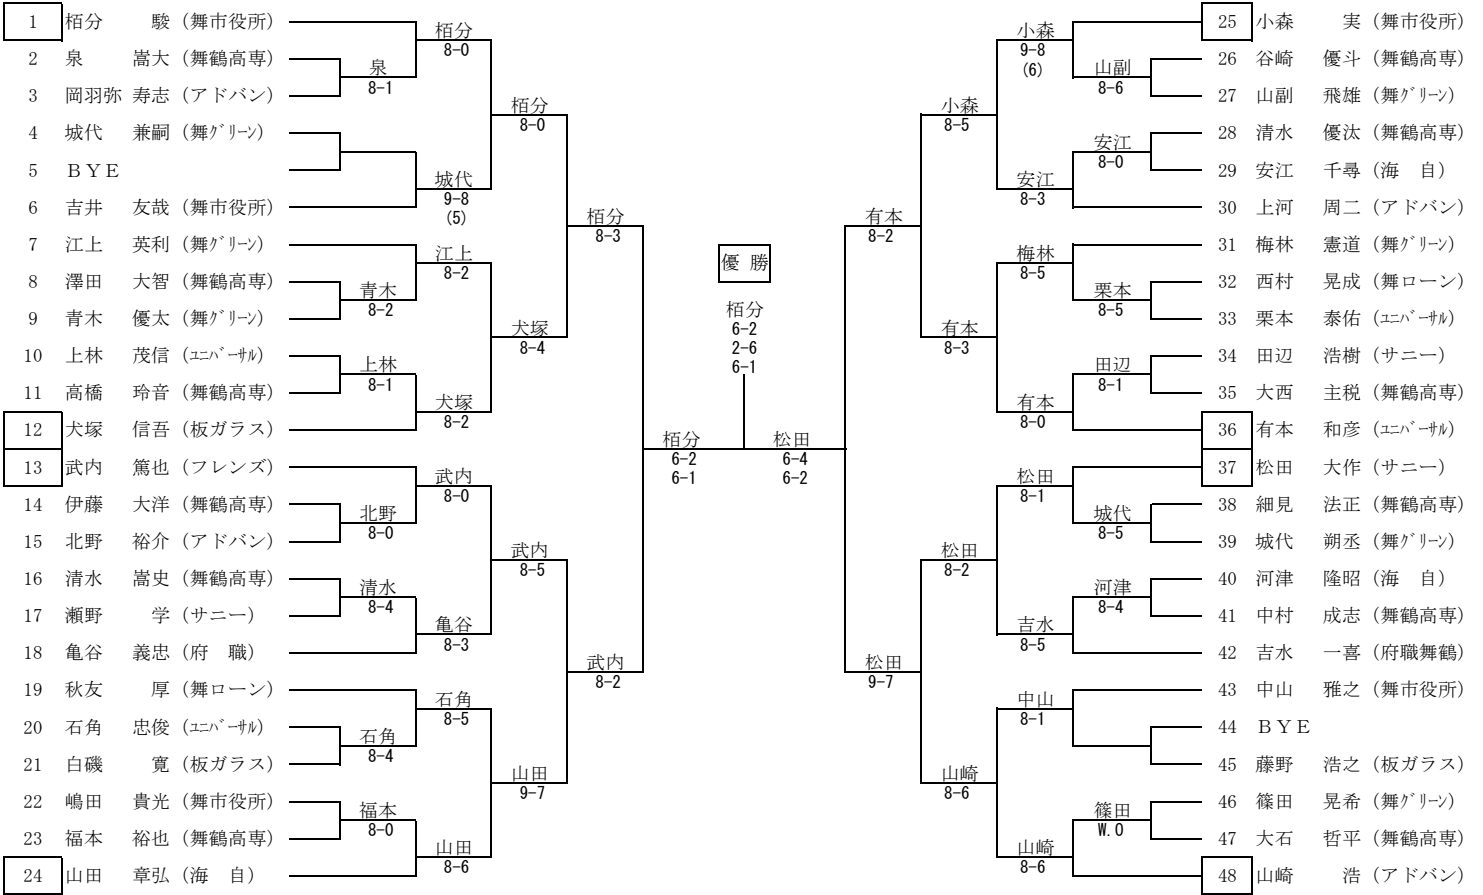 1 栢分 駿 (舞市役所)
2 泉 嵩大 (舞鶴高専)
3 岡羽弥 寿志 (アドバン)
4 城代 兼嗣 (舞グリーン)
5 BYE
6 吉井 友哉 (舞市役所)
7 江上 英利 (舞グリーン)
8 澤田 大智 (舞鶴高専)
9 青木 優太 (舞グリーン)
10 上林 茂信 (ユニバーサル)
11 高橋 玲音 (舞鶴高専)
12 犬塚 信吾 (板ガラス)
13 武内 篤也 (フレンズ)
14 伊藤 大洋 (舞鶴高専)
15 北野 裕介 (アドバン)
16 清水 嵩史 (舞鶴高専)
17 瀬野 学 (サニー)
18 亀谷 義忠 (府 職)
19 秋友 厚 (舞ローン)
20 石角 忠俊 (ユニバーサル)
21 白磯 寛 (板ガラス)
22 嶋田 貴光 (舞市役所)
23 福本 裕也 (舞鶴高専)
24 山田 章弘 (海 自)
泉
8-1
青木
8-2
上林
8-1
北野
8-0
清水
8-4
石角
8-4
福本
8-0
栢分
8-0
城代
9-8
(5)
江上
8-2
犬塚
8-2
武内
8-0
亀谷
8-3
石角
8-5
山田
8-6
栢分
8-0
犬塚
8-4
武内
8-5
山田
9-7
栢分
8-3
武内
8-2
栢分
6-2
6-1
優 勝
栢分
6-2
2-6
6-1
松田
6-4
6-2
有本
8-2
松田
9-7
小森
8-5
有本
8-3
松田
8-2
山崎
8-6
小森
9-8
(6)
安江
8-3
梅林
8-5
有本
8-0
松田
8-1
吉水
8-5
中山
8-1
山崎
8-6
山副
8-6
安江
8-0
栗本
8-5
田辺
8-1
城代
8-5
河津
8-4
篠田
W.O
25 小森 実 (舞市役所)
26 谷崎 優斗 (舞鶴高専)
27 山副 飛雄 (舞グリーン)
28 清水 優汰 (舞鶴高専)
29 安江 千尋 (海 自)
30 上河 周二 (アドバン)
31 梅林 憲道 (舞グリーン)
32 西村 晃成 (舞ローン)
33 栗本 泰佑 (ユニバーサル)
34 田辺 浩樹 (サニー)
35 大西 主税 (舞鶴高専)
36 有本 和彦 (ユニバーサル)
37 松田 大作 (サニー)
38 細見 法正 (舞鶴高専)
39 城代 朔丞 (舞グリーン)
40 河津 隆昭 (海 自)
41 中村 成志 (舞鶴高専)
42 吉水 一喜 (府職舞鶴)
43 中山 雅之 (舞市役所)
44 BYE
45 藤野 浩之 (板ガラス)
46 篠田 晃希 (舞グリーン)
47 大石 哲平 (舞鶴高専)
48 山崎 浩 (アドバン)